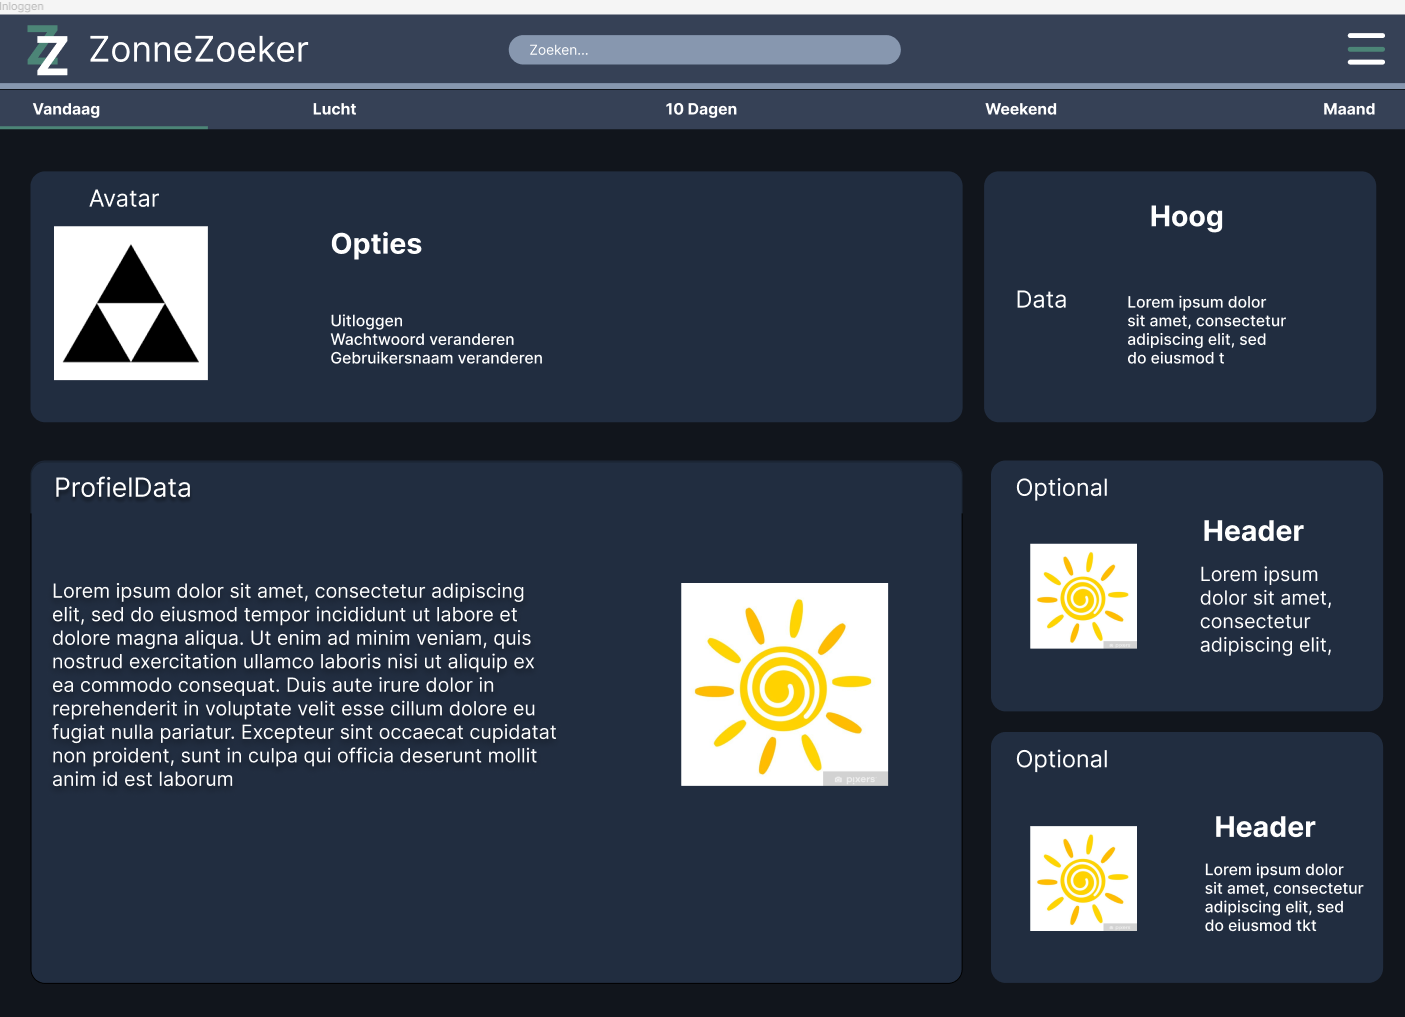 Inloggen
ZZ ZonneZoeker
Zoeken...
Vandaag
Lucht
10 Dagen
Weekend
Maand
Avatar
Opties
Uitloggen
Wachtwoord veranderen
Gebruikersnaam veranderen
Hoog
Data
Lorem ipsum dolor
sit amet, consectetur
adipiscing elit, sed
do eiusmod t
ProfielData
Lorem ipsum dolor sit amet, consectetur adipiscing
elit, sed do eiusmod tempor incididunt ut labore et
dolore magna aliqua. Ut enim ad minim veniam, quis
nostrud exercitation ullamco laboris nisi ut aliquip ex
ea commodo consequat. Duis aute irure dolor in
reprehenderit in voluptate velit esse cillum dolore eu
fugiat nulla pariatur. Excepteur sint occaecat cupidatat
non proident, sunt in culpa qui officia deserunt mollit
anim id est laborum
pixers
Optional
Header
Lorem ipsum
dolor sit amet,
consectetur
adipiscing elit,
Optional
Header
Lorem ipsum dolor
sit amet, consectetur
adipiscing elit, sed
do eiusmod tkt